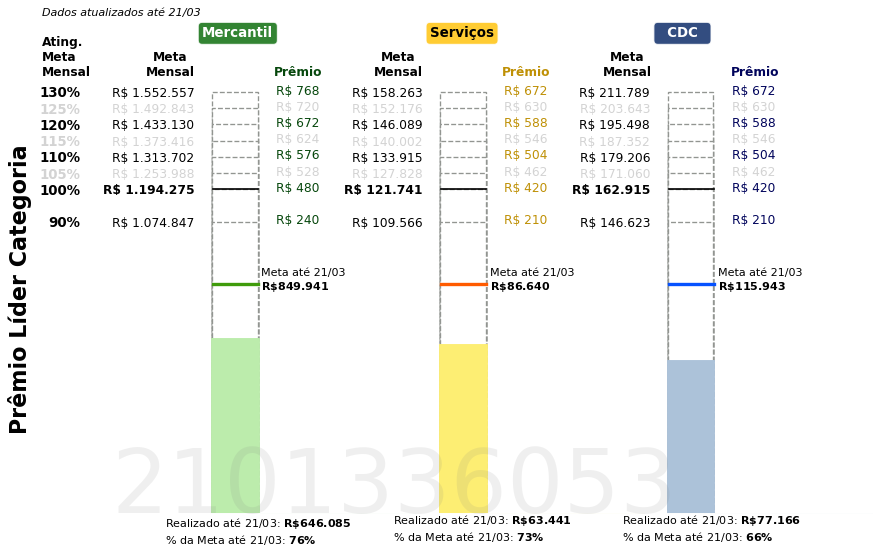 Dados atualizados até 21/03
Mercantil Serviços CDC
Ating. Meta Mensal
Meta Mensal Prêmio Meta Mensal Prêmio Meta Mensal Prêmio
130% R$ 1.552.557 R$ 768 R$ 158.263 R$ 672 R$ 211.789 R$ 672
125% R$ 1.492.843 R$ 720 R$ 152.176 R$ 630 R$ 203.643 R$ 630
120% R$ 1.433.130 R$ 672 R$ 146.089 R$ 588 R$ 195.498 R$ 588
115% R$ 1.373.416 R$ 624 R$ 140.002 R$ 546 R$ 187.352 R$ 546
110% R$ 1.313.702 R$ 576 R$ 133.915 R$ 504 R$ 179.206 R$ 504
105% R$ 1.253.988 R$ 528 R$ 127.828 R$ 462 R$ 171.060 R$ 462
100% R$ 1.194.275 R$ 480 R$ 121.741 R$ 420 R$ 162.915 R$ 420
90% R$ 1.074.847 R$ 240 R$ 109.566 R$ 210 R$ 146.623 R$ 210
Meta até 21/03 Meta até 21/03 Meta até 21/03
R$849.941 R$86.640 R$115.943
Prêmio Líder Categoria
2101336053
Realizado até 21/03: R$646.085 Realizado até 21/03: R$63.441 Realizado até 21/03: R$77.166
% da Meta até 21/03: 76% % da Meta até 21/03: 73% % da Meta até 21/03: 66%